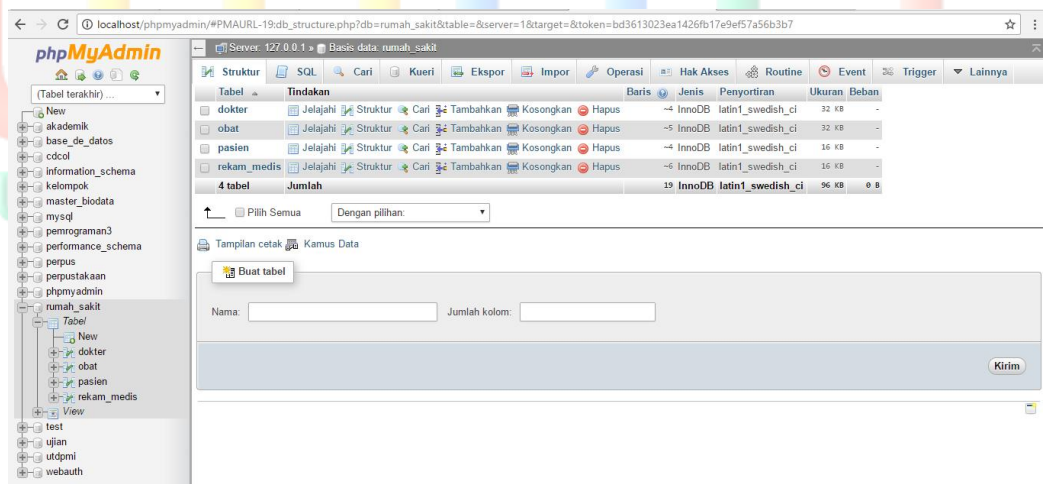 localhost/phpmyadmin/#PMAURL-19:db_structure.php?db=rumah_sakit&table=&server=1&target=&token=bd3613023ea1426fb17e9ef57a56b3b7
phpMyAdmin
(Tabel terakhir) ...
New
akademik
base_de_datos
cdcol
information_schema
kelompok
master_biodata
mysql
pemrograman3
performance_schema
perpus
perpustakaan
phpmyadmin
rumah_sakit
Tabel
New
dokter
obat
pasien
rekam_medis
View
test
ujian
utdpmi
webauth
Server: 127.0.0.1 » Basis data: rumah_sakit
Struktur SQL Cari Kueri Ekspor Impor Operasi Hak Akses Routine Event Trigger Lainnya
Tabel Tindakan Baris Jenis Penyortiran Ukuran Beban
dokter Jelajahi Struktur Cari Tambahkan Kosongkan Hapus ~4 InnoDB latin1_swedish_ci 32 KB -
obat Jelajahi Struktur Cari Tambahkan Kosongkan Hapus ~5 InnoDB latin1_swedish_ci 32 KB -
pasien Jelajahi Struktur Cari Tambahkan Kosongkan Hapus ~4 InnoDB latin1_swedish_ci 16 KB -
rekam_medis Jelajahi Struktur Cari Tambahkan Kosongkan Hapus ~6 InnoDB latin1_swedish_ci 16 KB -
4 tabel Jumlah 19 InnoDB latin1_swedish_ci 96 KB 0 B
Pilih Semua Dengan pilihan:
Tampilan cetak Kamus Data
Buat tabel
Nama: Jumlah kolom:
Kirim